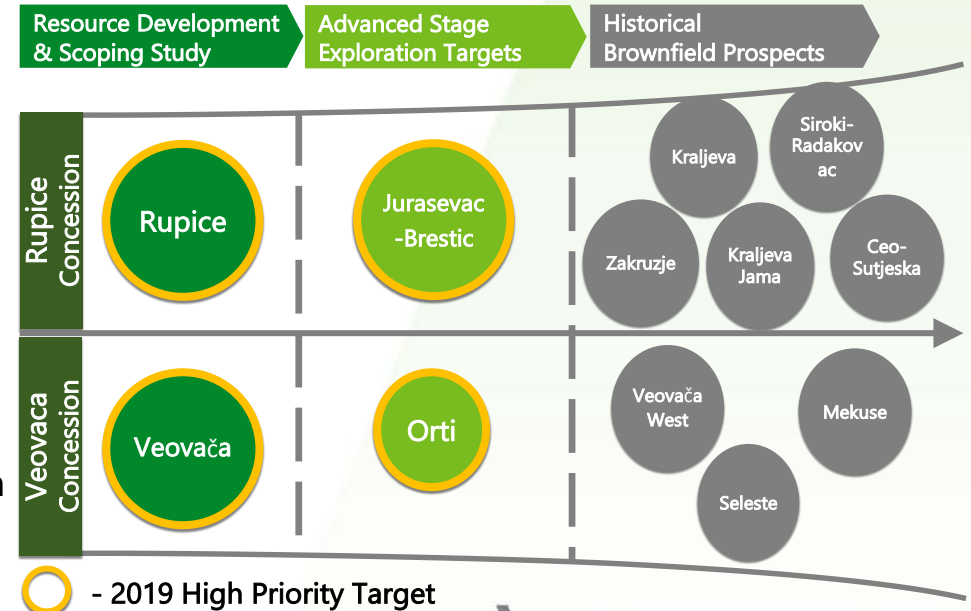 Resource Development
& Scoping Study
Advanced Stage
Exploration Targets
Historical
Brownfield Prospects
Rupice
Concession
Rupice
Jurasevac
-Brestic
Kraljeva
Siroki-
Radakov
ac
Zakruzje
Kraljeva
Jama
Ceo-
Sutjeska
Veovaca
Concession
Veovača
Orti
Veovača
West
Mekuse
Seleste
- 2019 High Priority Target